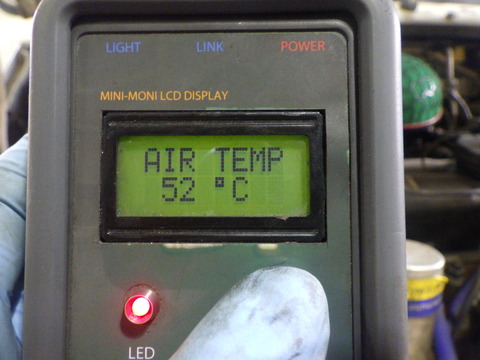 LIGHT LINK POWER
MINI-MONI LCD DISPLAY
AIR TEMP
52 °C
LED